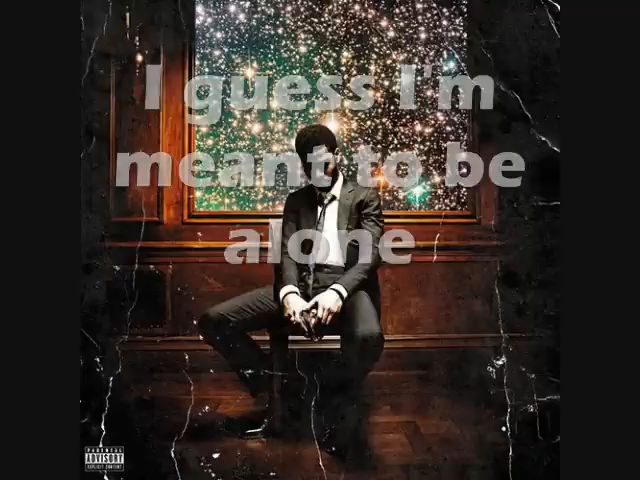 I guess I'm
meant to be
alone
PARENTAL
ADVISORY
EXPLICIT CONTENT